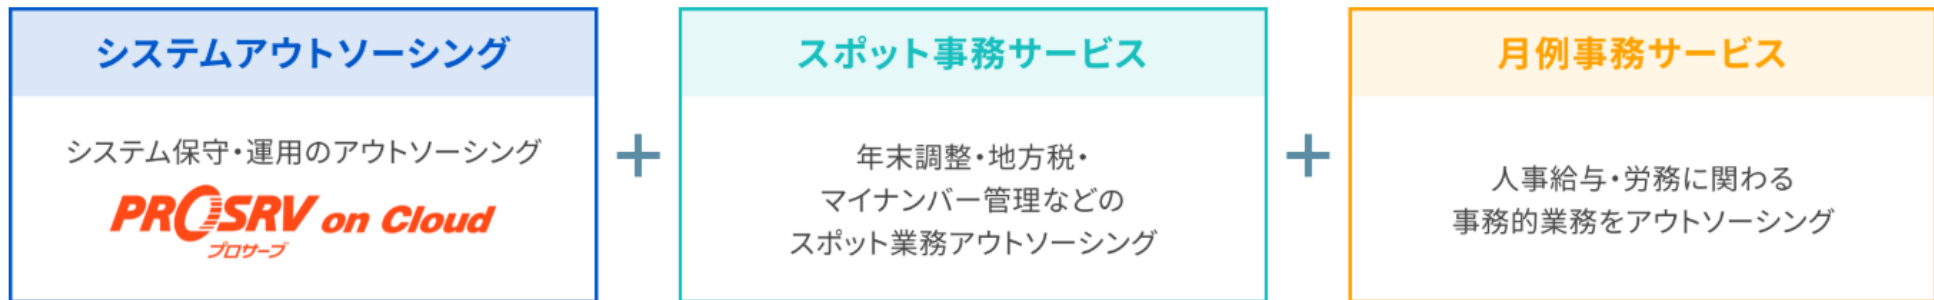 システムアウトソーシング
システム保守・運用のアウトソーシング
PROSRV on Cloud
プロサーブ
+
スポット事務サービス
年末調整・地方税・
マイナンバー管理などの
スポット業務アウトソーシング
+
月例事務サービス
人事給与・労務に関わる
事務的業務をアウトソーシング